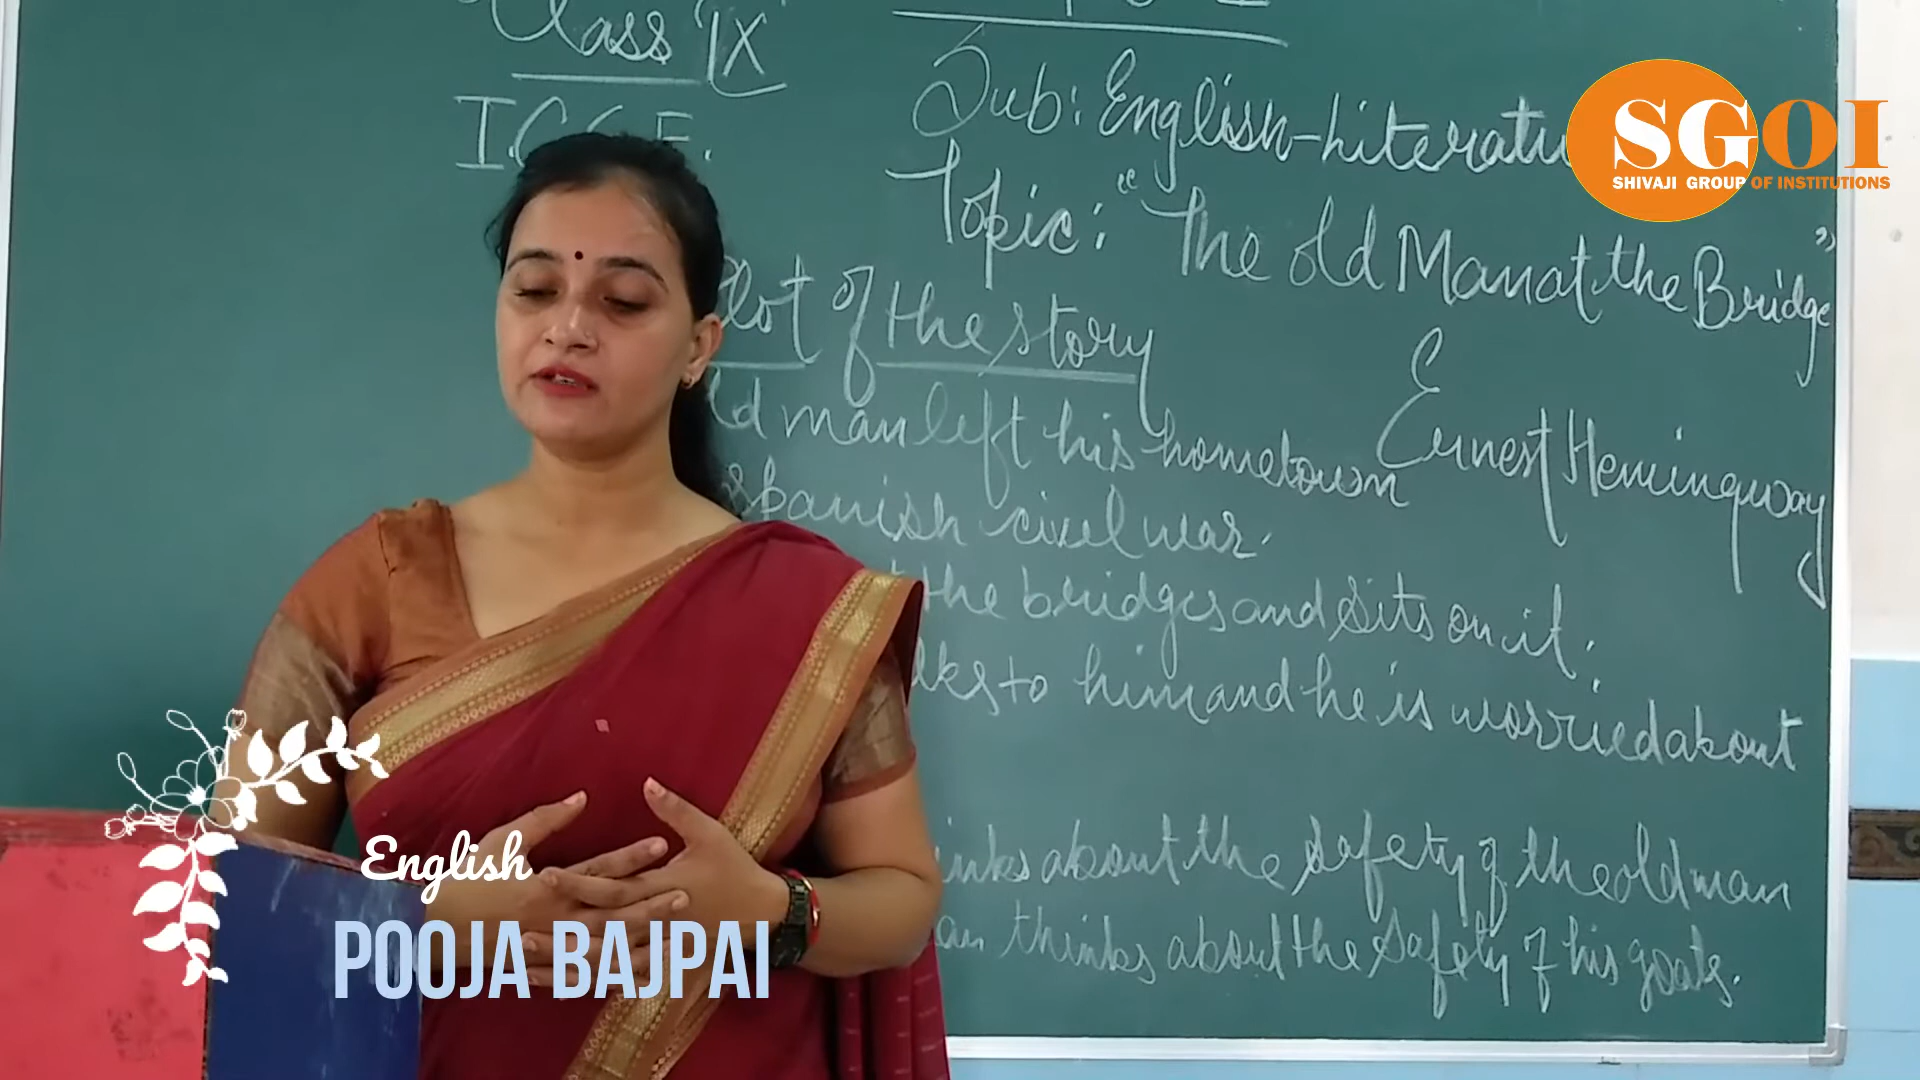 Class IX
I.C.S.E.
Sub: English-Literatu
SGOI
SHIVAJI GROUP OF INSTITUTIONS
Topic: "The old Man at the Bridge"
Ernest Hemingway
Plot of the story
ld man left his hometown
spanish civil war.
the bridges and sits on it.
lks to him and he is worried about
inks about the safety of the old man
an thinks about the safety of his goats.
English
POOJA BAJPAI